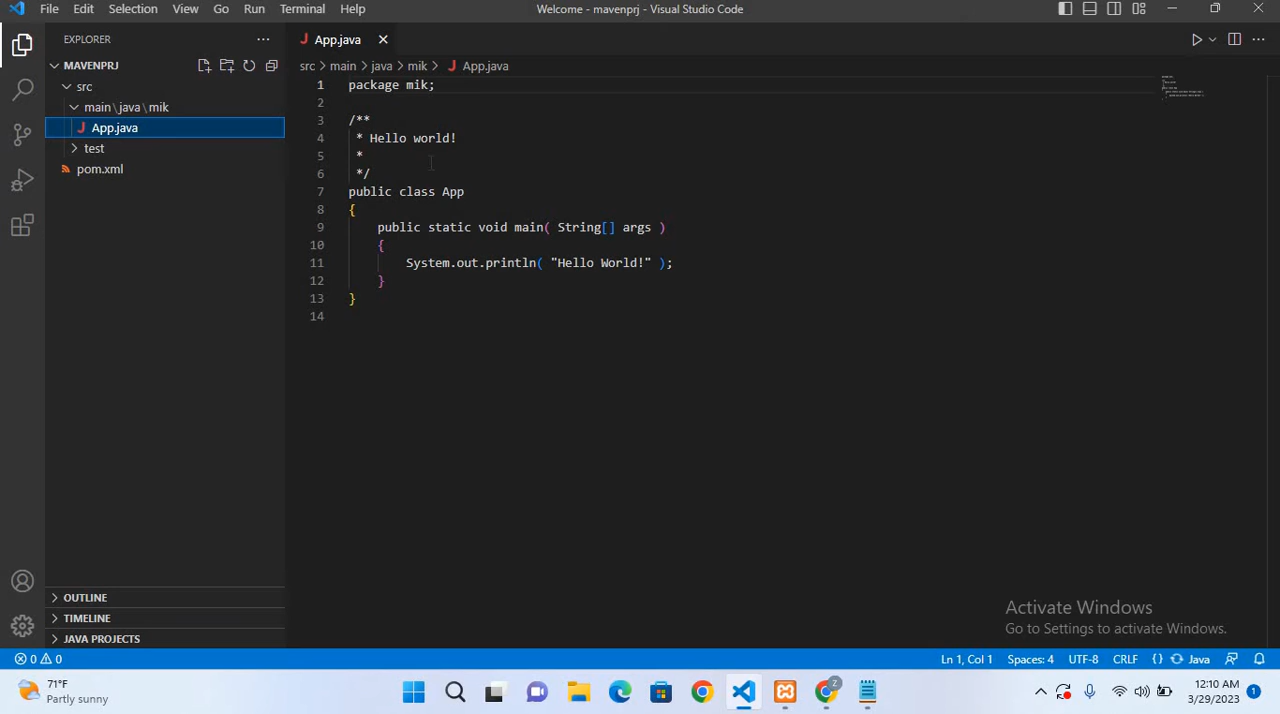 File Edit Selection View Go Run Terminal Help
Welcome - mavenprj - Visual Studio Code
EXPLORER
App.java
MAVENPRJ
src
main\java\mik
App.java
test
pom.xml
src > main > java > mik > App.java
1 package mik;
2
3 /**
4 * Hello world!
5 *
6 */
7 public class App
8 {
9 public static void main( String[] args )
10 {
11 System.out.println( "Hello World!" );
12 }
13 }
14
OUTLINE
TIMELINE
JAVA PROJECTS
Activate Windows
Go to Settings to activate Windows.
0 0
Ln 1, Col 1 Spaces: 4 UTF-8 CRLF {} Java
71°F
Partly sunny
Z
12:10 AM
3/29/2023
1